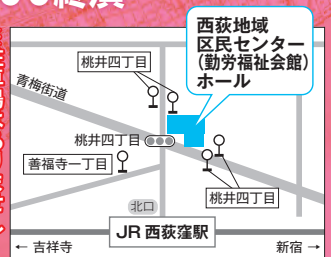 西荻地域
区民センター
(勤労福祉会館)
ホール
桃井四丁目
青梅街道
桃井四丁目
善福寺一丁目
桃井四丁目
北口
JR 西荻窪駅
← 吉祥寺
新宿 →